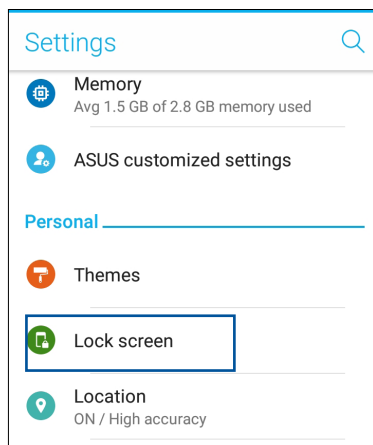 Settings
Memory
Avg 1.5 GB of 2.8 GB memory used
ASUS customized settings
Personal
Themes
Lock screen
Location
ON / High accuracy